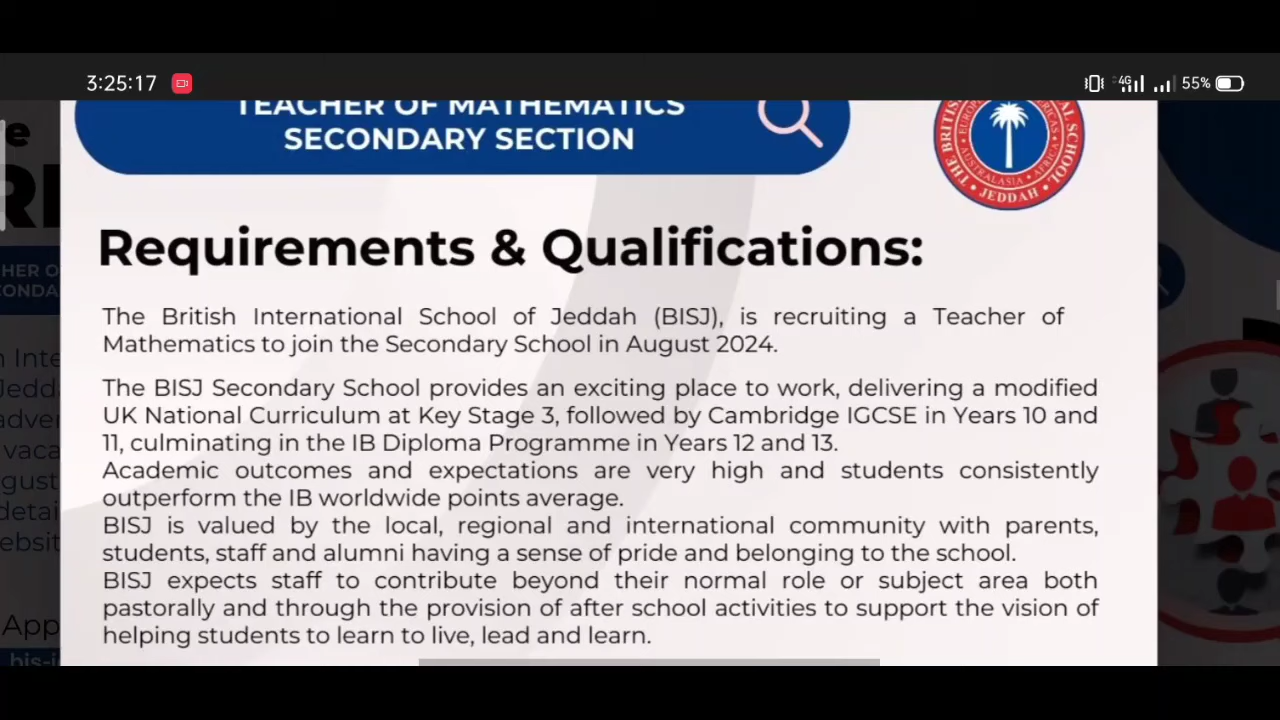 3:25:17
4G
55%
TEACHER OF MATHEMATICS
SECONDARY SECTION
THE BRITISH
AL SCHOOL
JEDDAH
AUSTRALASIA • AFRICA
Requirements & Qualifications:
The British International School of Jeddah (BISJ), is recruiting a Teacher of
Mathematics to join the Secondary School in August 2024.
The BISJ Secondary School provides an exciting place to work, delivering a modified
UK National Curriculum at Key Stage 3, followed by Cambridge IGCSE in Years 10 and
11, culminating in the IB Diploma Programme in Years 12 and 13.
Academic outcomes and expectations are very high and students consistently
outperform the IB worldwide points average.
BISJ is valued by the local, regional and international community with parents,
students, staff and alumni having a sense of pride and belonging to the school.
BISJ expects staff to contribute beyond their normal role or subject area both
pastorally and through the provision of after school activities to support the vision of
helping students to learn to live, lead and learn.